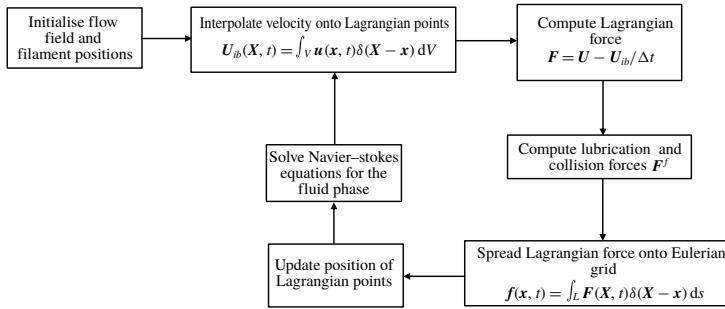 Initialise flow
field and
filament positions
Interpolate velocity onto Lagrangian points
U_ib(X, t) = ∫_V u(x, t)δ(X − x) dV
Compute Lagrangian
force
F = U − U_ib/Δt
Compute lubrication and
collision forces F^f
Spread Lagrangian force onto Eulerian
grid
f(x, t) = ∫_L F(X, t)δ(X − x) ds
Update position of
Lagrangian points
Solve Navier–stokes
equations for the
fluid phase